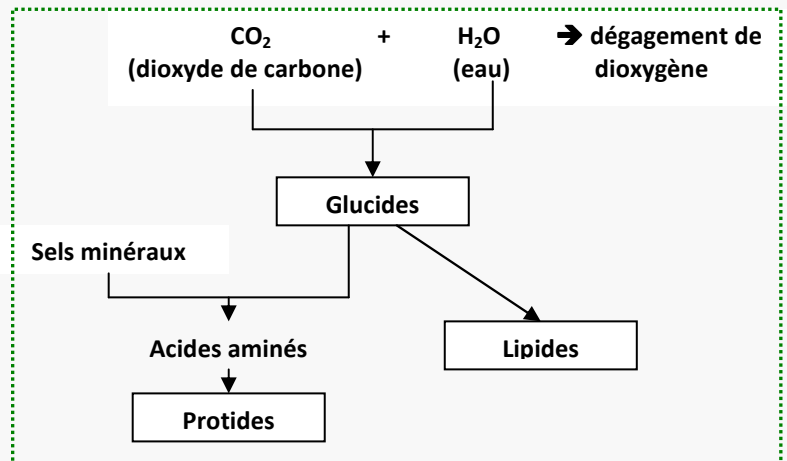 CO₂ + H₂O ➔ dégagement de
(dioxyde de carbone) (eau) dioxygène
Glucides
Sels minéraux
Acides aminés
Lipides
Protides